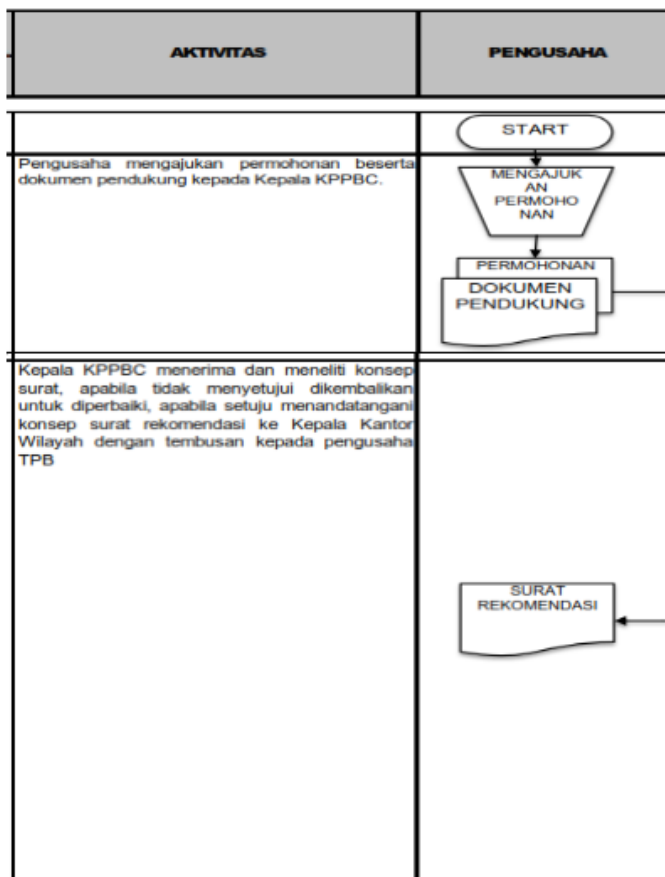 AKTIVITAS
PENGUSAHA
START
Pengusaha mengajukan permohonan beserta
dokumen pendukung kepada Kepala KPPBC.
MENGAJUK
AN
PERMOHO
NAN
PERMOHONAN
DOKUMEN
PENDUKUNG
Kepala KPPBC menerima dan meneliti konsep
surat, apabila tidak menyetujui dikembalikan
untuk diperbaiki, apabila setuju menandatangani
konsep surat rekomendasi ke Kepala Kantor
Wilayah dengan tembusan kepada pengusaha
TPB
SURAT
REKOMENDASI